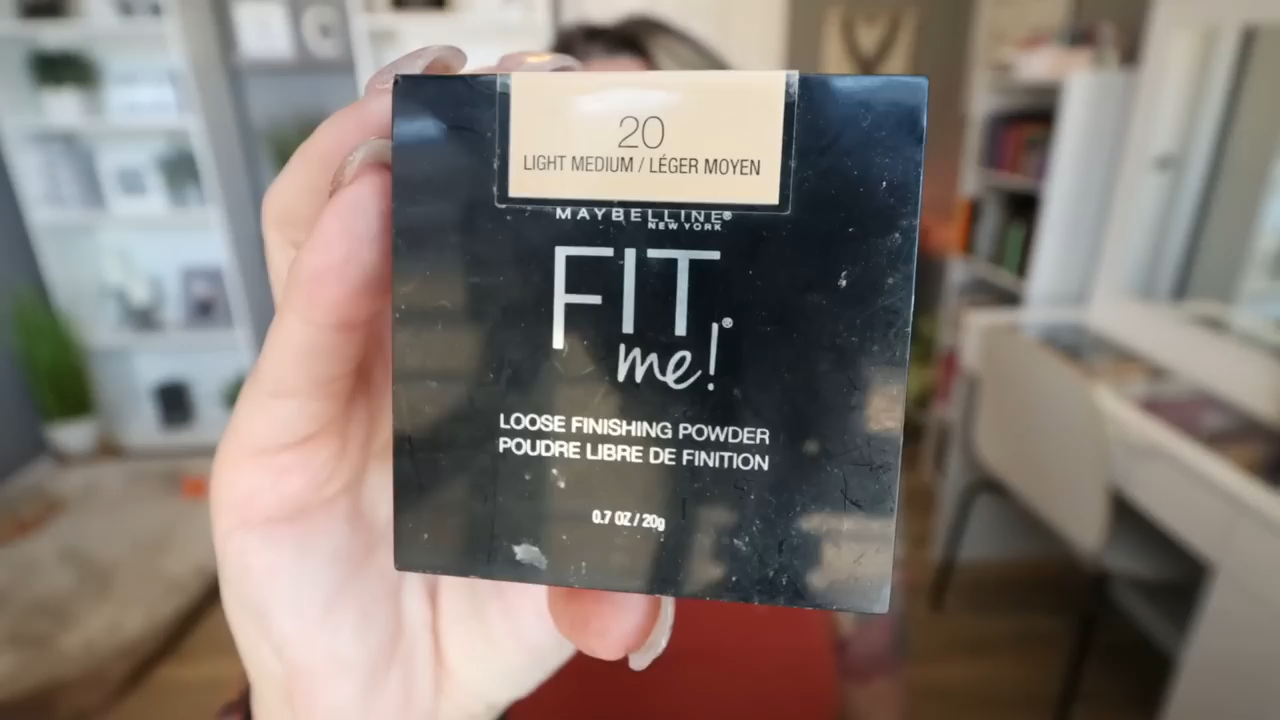 20
LIGHT MEDIUM / LÉGER MOYEN
MAYBELLINE®
NEW YORK
FIT
me!®
LOOSE FINISHING POWDER
POUDRE LIBRE DE FINITION
0.7 OZ / 20g
C